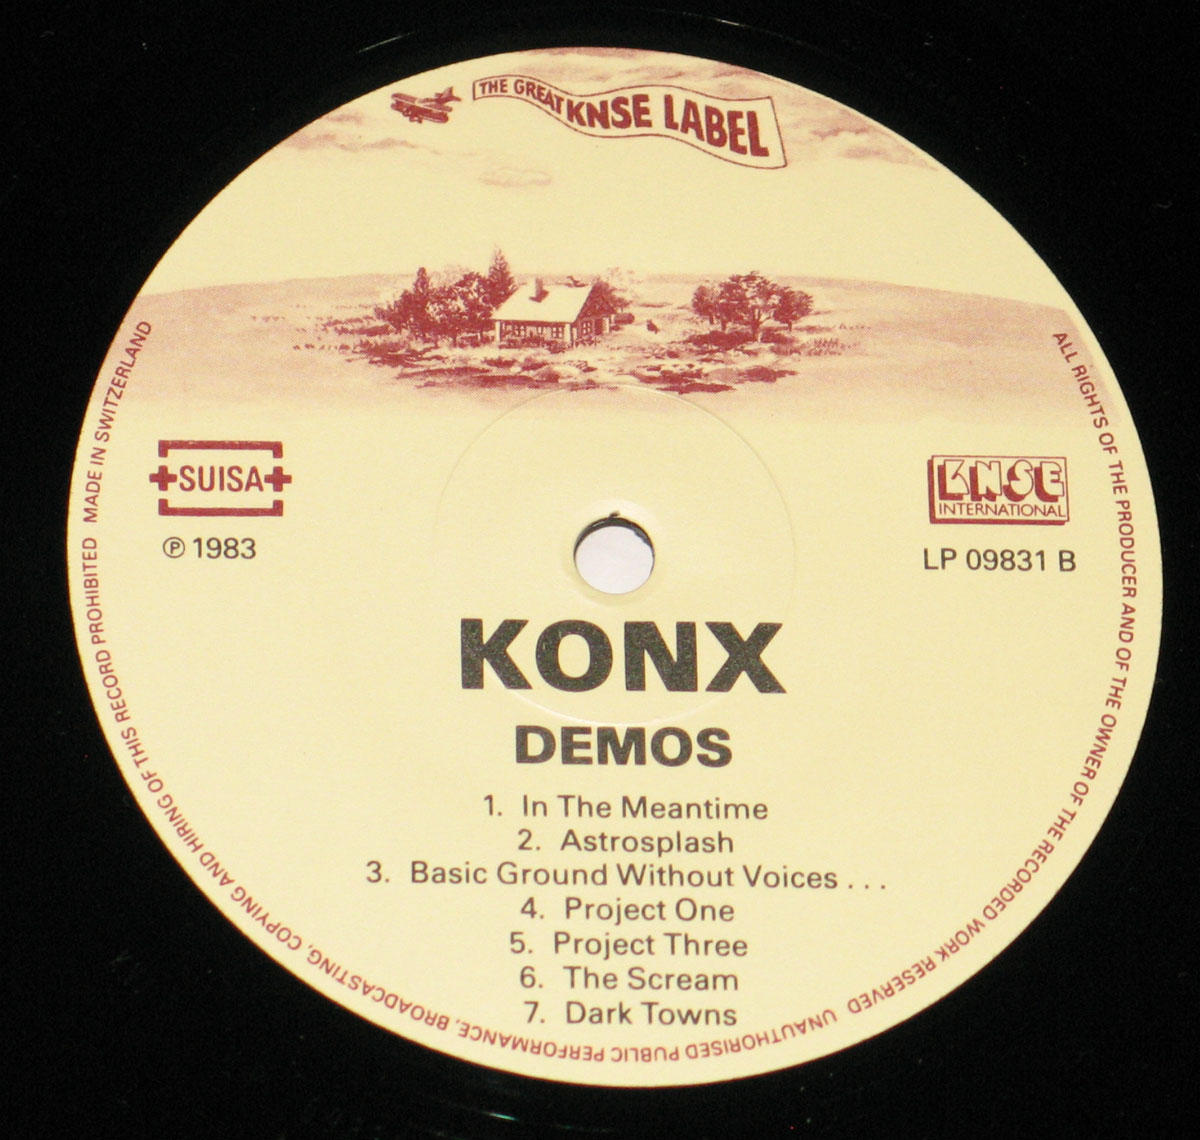 THE GREAT KNSE LABEL
SUISA
℗ 1983
KNSE
INTERNATIONAL
LP 09831 B
KONX
DEMOS
1. In The Meantime
2. Astrosplash
3. Basic Ground Without Voices . . .
4. Project One
5. Project Three
6. The Scream
7. Dark Towns
ALL RIGHTS OF THE PRODUCER AND OF THE OWNER OF THE RECORDED WORK RESERVED UNAUTHORISED PUBLIC PERFORMANCE, BROADCASTING, COPYING AND HIRING OF THIS RECORD PROHIBITED MADE IN SWITZERLAND